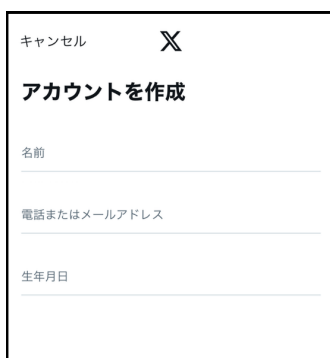 キャンセル
アカウントを作成
名前
電話またはメールアドレス
生年月日